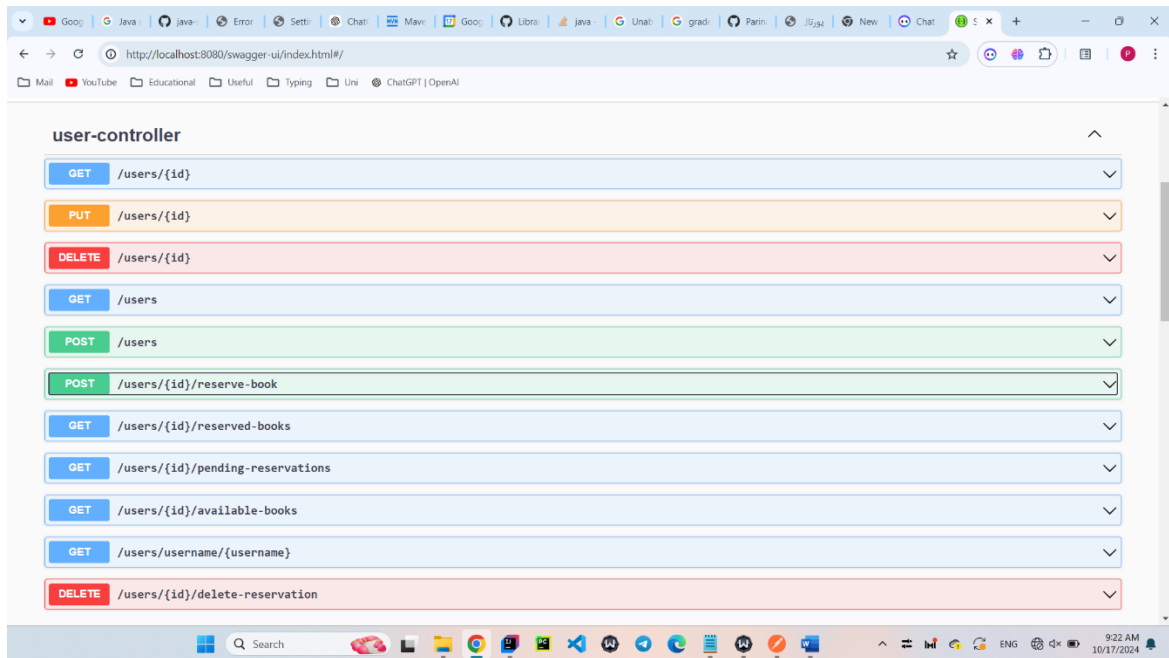 Goog
Java
java-
Error
Settir
Chat
Mave
Goog
Libra
java -
Unab
grad
Parin
پورتال
New
Chat
S
http://localhost:8080/swagger-ui/index.html#/
P
Mail YouTube Educational Useful Typing Uni ChatGPT | OpenAI
user-controller
GET /users/{id}
PUT /users/{id}
DELETE /users/{id}
GET /users
POST /users
POST /users/{id}/reserve-book
GET /users/{id}/reserved-books
GET /users/{id}/pending-reservations
GET /users/{id}/available-books
GET /users/username/{username}
DELETE /users/{id}/delete-reservation
Search
ENG
9:22 AM
10/17/2024